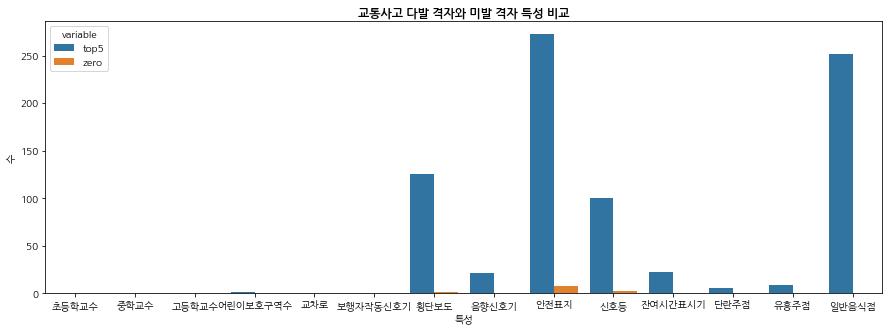 교통사고 다발 격자와 미발 격자 특성 비교
variable
top5
zero
수
250
200
150
100
50
0
초등학교수 중학교수 고등학교수 어린이보호구역수 교차로 보행자작동신호기 횡단보도 음향신호기 안전표지 신호등 잔여시간표시기 단란주점 유흥주점 일반음식점
특성